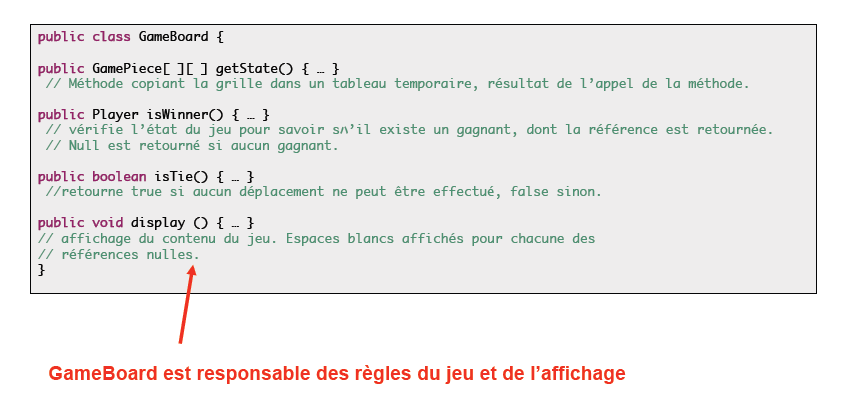 public class GameBoard {
public GamePiece[ ][ ] getState() { … }
// Méthode copiant la grille dans un tableau temporaire, résultat de l’appel de la méthode.
public Player isWinner() { … }
// vérifie l’état du jeu pour savoir s/\’il existe un gagnant, dont la référence est retournée.
// Null est retourné si aucun gagnant.
public boolean isTie() { … }
//retourne true si aucun déplacement ne peut être effectué, false sinon.
public void display () { … }
// affichage du contenu du jeu. Espaces blancs affichés pour chacune des
// références nulles.
}
GameBoard est responsable des règles du jeu et de l’affichage